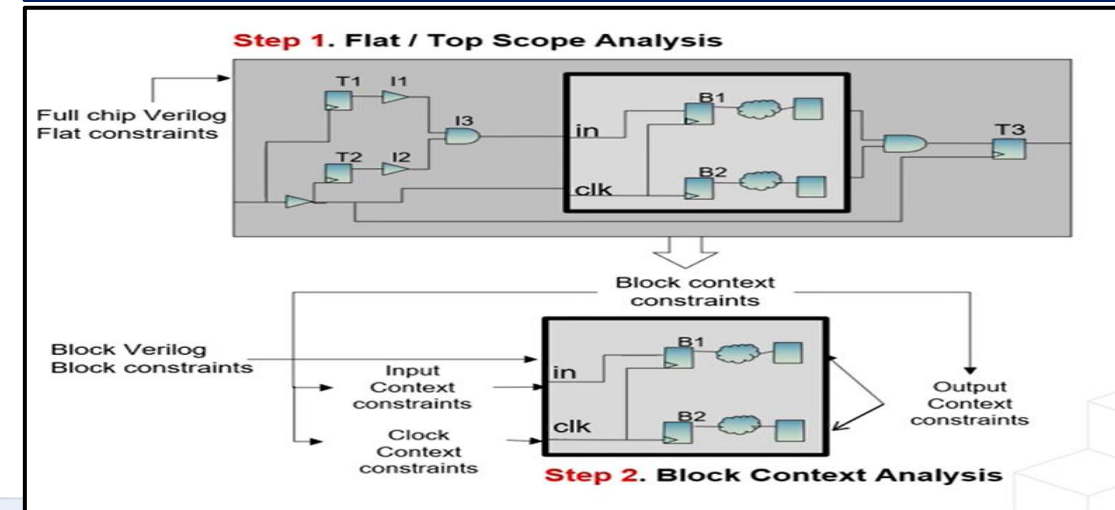 Step 1. Flat / Top Scope Analysis
Full chip Verilog
Flat constraints
T1
I1
I3
T2
I2
in
clk
B1
B2
T3
Block context
constraints
Block Verilog
Block constraints
Input
Context
constraints
Clock
Context
constraints
in
clk
B1
B2
Output
Context
constraints
Step 2. Block Context Analysis